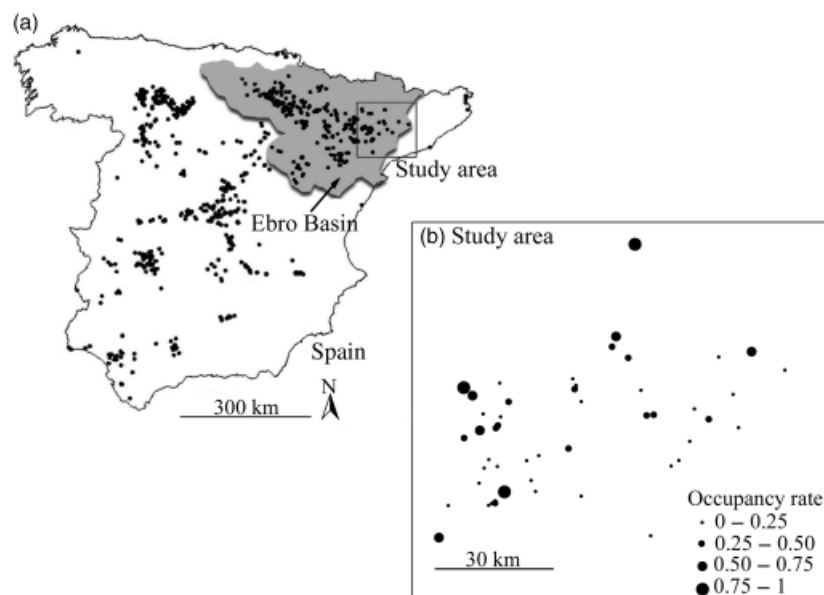 (a)
Study area
Ebro Basin
Spain
N
300 km
(b) Study area
Occupancy rate
0 – 0.25
0.25 – 0.50
0.50 – 0.75
0.75 – 1
30 km